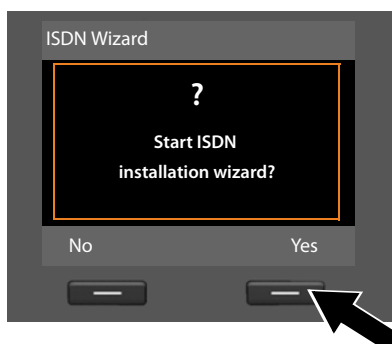 ISDN Wizard
?
Start ISDN
installation wizard?
No Yes